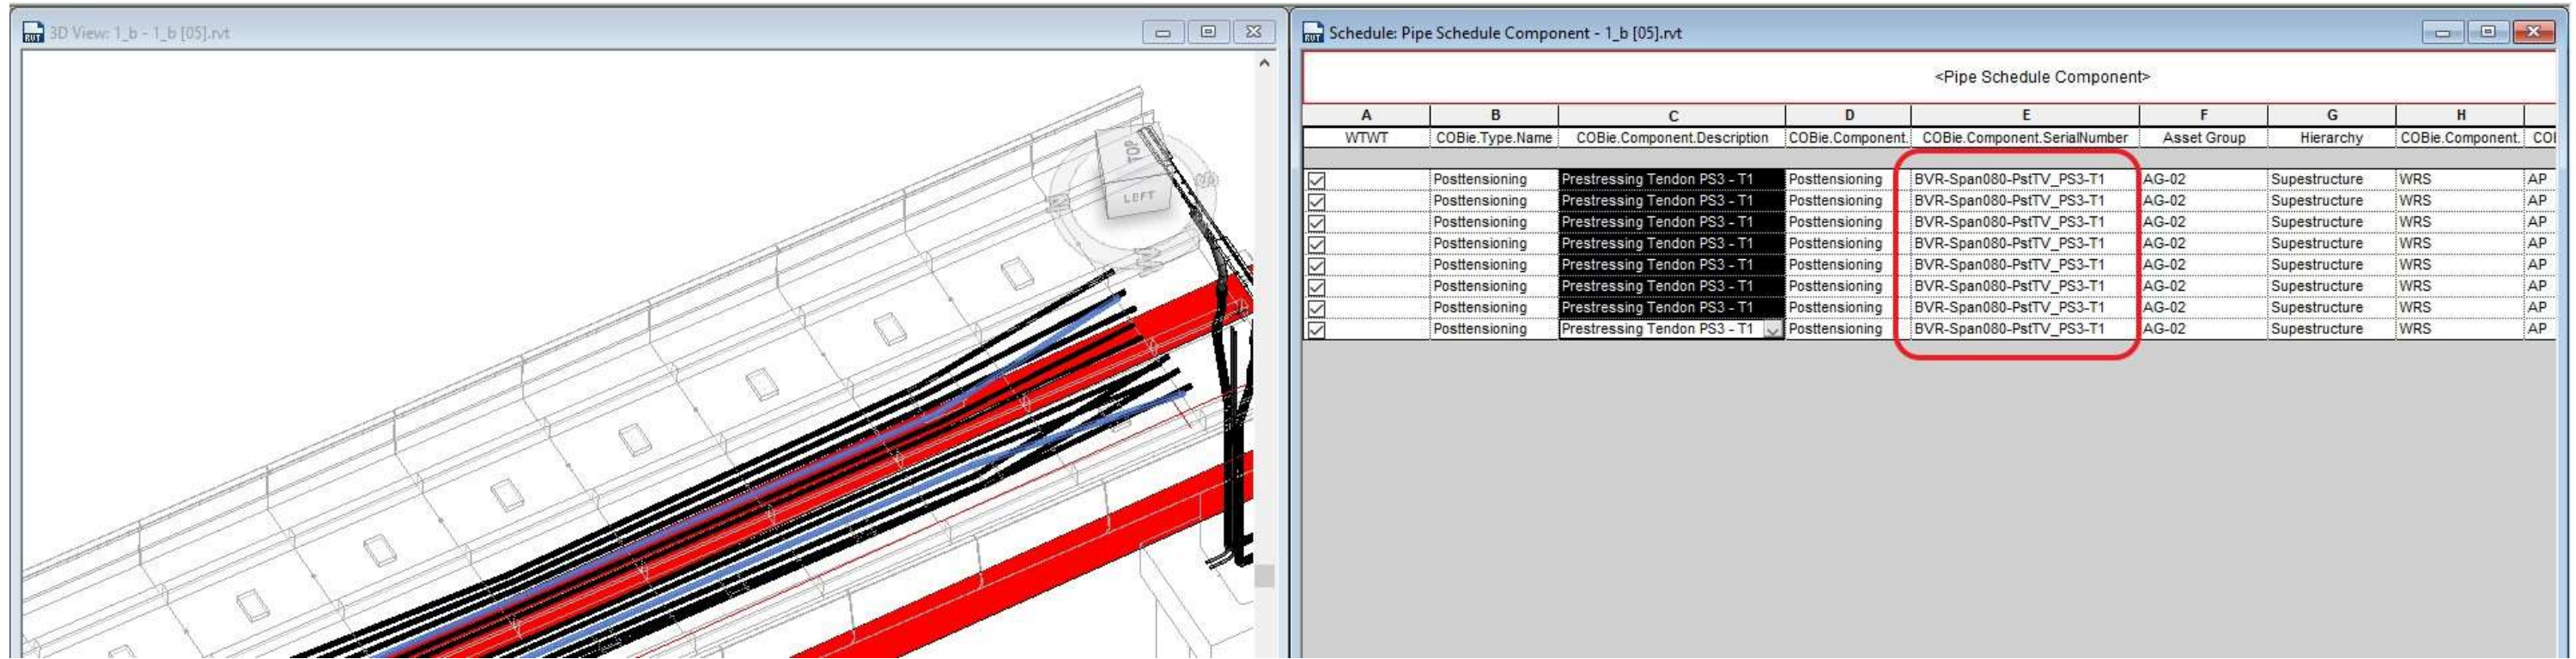 3D View: 1_b - 1_b [05].rvt
TOP
LEFT
S
W
Schedule: Pipe Schedule Component - 1_b [05].rvt
<Pipe Schedule Component>
A B C D E F G H
WTWT COBie.Type.Name COBie.Component.Description COBie.Component. COBie.Component.SerialNumber Asset Group Hierarchy COBie.Component. COI
Posttensioning Prestressing Tendon PS3 - T1 Posttensioning BVR-Span080-PstTV_PS3-T1 AG-02 Supestructure WRS AP
Posttensioning Prestressing Tendon PS3 - T1 Posttensioning BVR-Span080-PstTV_PS3-T1 AG-02 Supestructure WRS AP
Posttensioning Prestressing Tendon PS3 - T1 Posttensioning BVR-Span080-PstTV_PS3-T1 AG-02 Supestructure WRS AP
Posttensioning Prestressing Tendon PS3 - T1 Posttensioning BVR-Span080-PstTV_PS3-T1 AG-02 Supestructure WRS AP
Posttensioning Prestressing Tendon PS3 - T1 Posttensioning BVR-Span080-PstTV_PS3-T1 AG-02 Supestructure WRS AP
Posttensioning Prestressing Tendon PS3 - T1 Posttensioning BVR-Span080-PstTV_PS3-T1 AG-02 Supestructure WRS AP
Posttensioning Prestressing Tendon PS3 - T1 Posttensioning BVR-Span080-PstTV_PS3-T1 AG-02 Supestructure WRS AP
Posttensioning Prestressing Tendon PS3 - T1 Posttensioning BVR-Span080-PstTV_PS3-T1 AG-02 Supestructure WRS AP